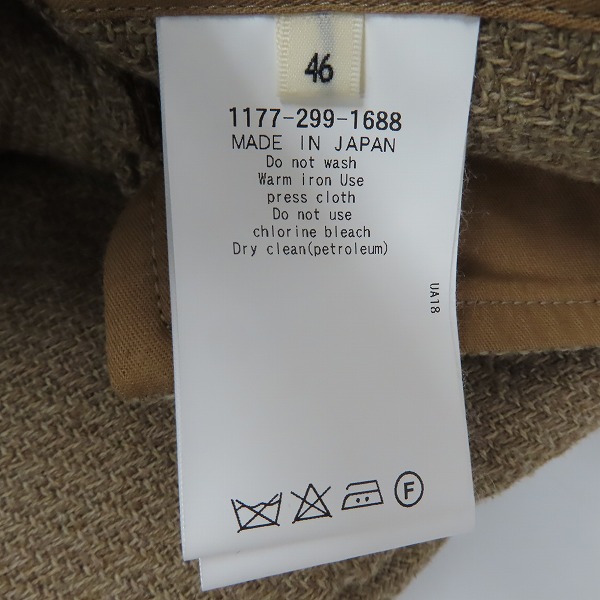 46
1177-299-1688
MADE IN JAPAN
Do not wash
Warm iron Use
press cloth
Do not use
chlorine bleach
Dry clean(petroleum)
UA18
F